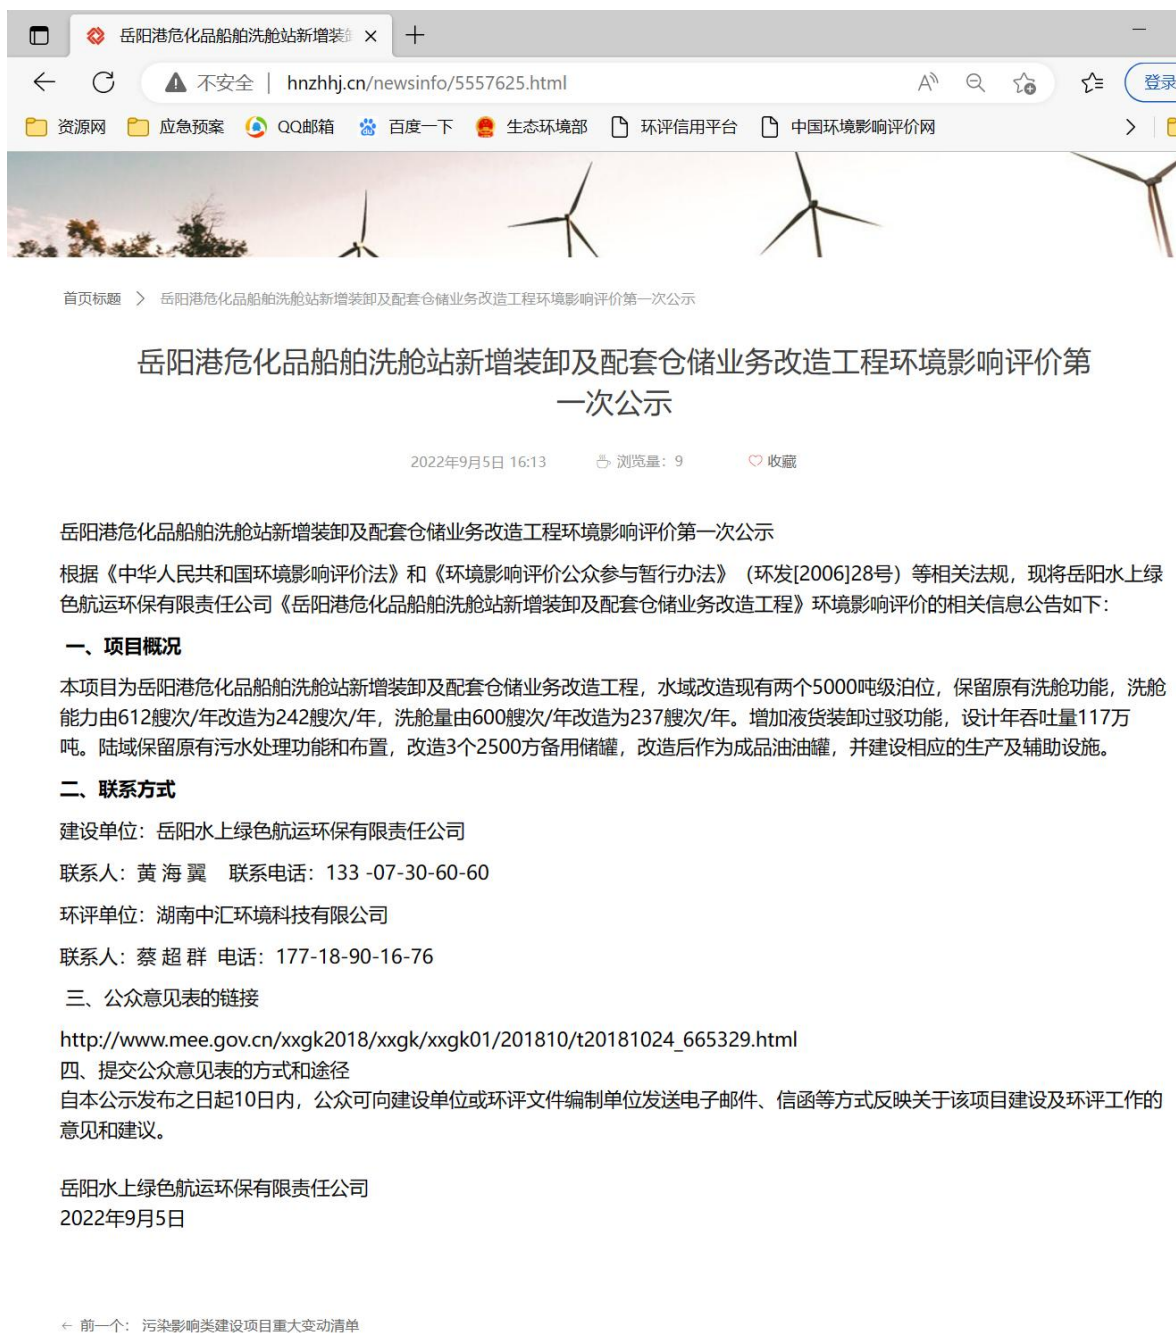 岳阳港危化品船舶洗舱站新增装
不安全 | hnzhhj.cn/newsinfo/5557625.html
登录
资源网 应急预案 QQ邮箱 百度一下 生态环境部 环评信用平台 中国环境影响评价网
首页标题 > 岳阳港危化品船舶洗舱站新增装卸及配套仓储业务改造工程环境影响评价第一次公示
岳阳港危化品船舶洗舱站新增装卸及配套仓储业务改造工程环境影响评价第
一次公示
2022年9月5日 16:13 浏览量：9 收藏
岳阳港危化品船舶洗舱站新增装卸及配套仓储业务改造工程环境影响评价第一次公示
根据《中华人民共和国环境影响评价法》和《环境影响评价公众参与暂行办法》（环发[2006]28号）等相关法规，现将岳阳水上绿
色航运环保有限责任公司《岳阳港危化品船舶洗舱站新增装卸及配套仓储业务改造工程》环境影响评价的相关信息公告如下：
一、项目概况
本项目为岳阳港危化品船舶洗舱站新增装卸及配套仓储业务改造工程，水域改造现有两个5000吨级泊位，保留原有洗舱功能，洗舱
能力由612艘次/年改造为242艘次/年，洗舱量由600艘次/年改造为237艘次/年。增加液货装卸过驳功能，设计年吞吐量117万
吨。陆域保留原有污水处理功能和布置，改造3个2500方备用储罐，改造后作为成品油油罐，并建设相应的生产及辅助设施。
二、联系方式
建设单位：岳阳水上绿色航运环保有限责任公司
联系人：黄 海 翼 联系电话：133 -07-30-60-60
环评单位：湖南中汇环境科技有限公司
联系人：蔡 超 群 电话：177-18-90-16-76
三、公众意见表的链接
http://www.mee.gov.cn/xxgk2018/xxgk/xxgk01/201810/t20181024_665329.html
四、提交公众意见表的方式和途径
自本公示发布之日起10日内，公众可向建设单位或环评文件编制单位发送电子邮件、信函等方式反映关于该项目建设及环评工作的
意见和建议。
岳阳水上绿色航运环保有限责任公司
2022年9月5日
← 前一个： 污染影响类建设项目重大变动清单